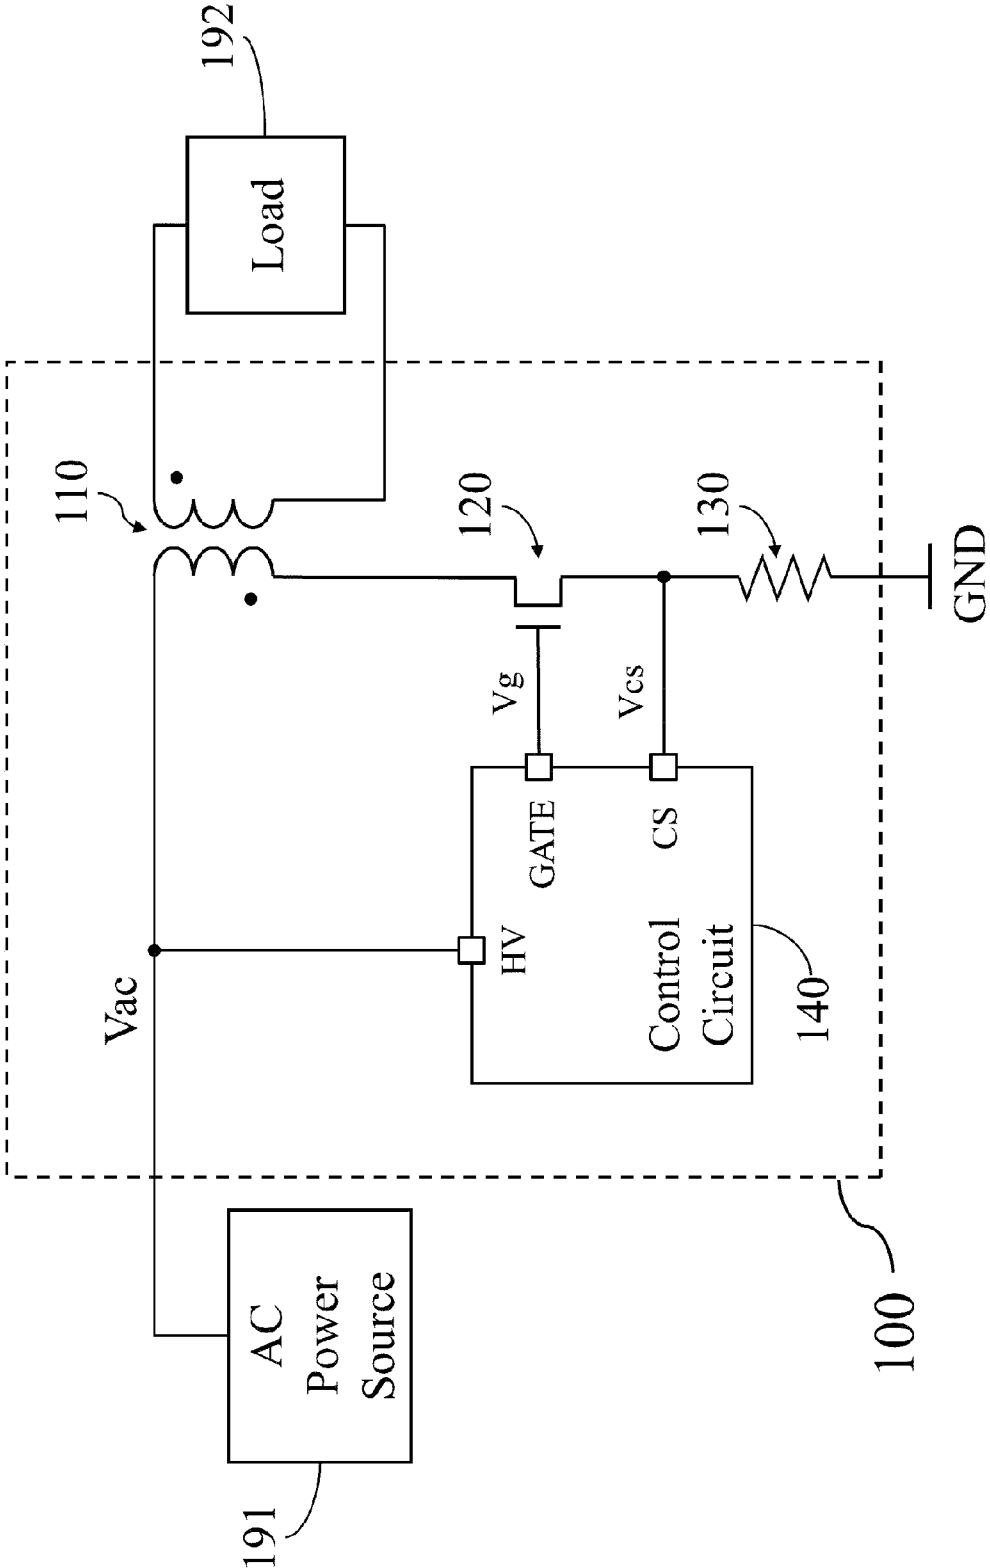 192
Load
110
120
130
GND
Vg
Vcs
GATE
CS
HV
Control
Circuit
140
Vac
AC
Power
Source
191
100